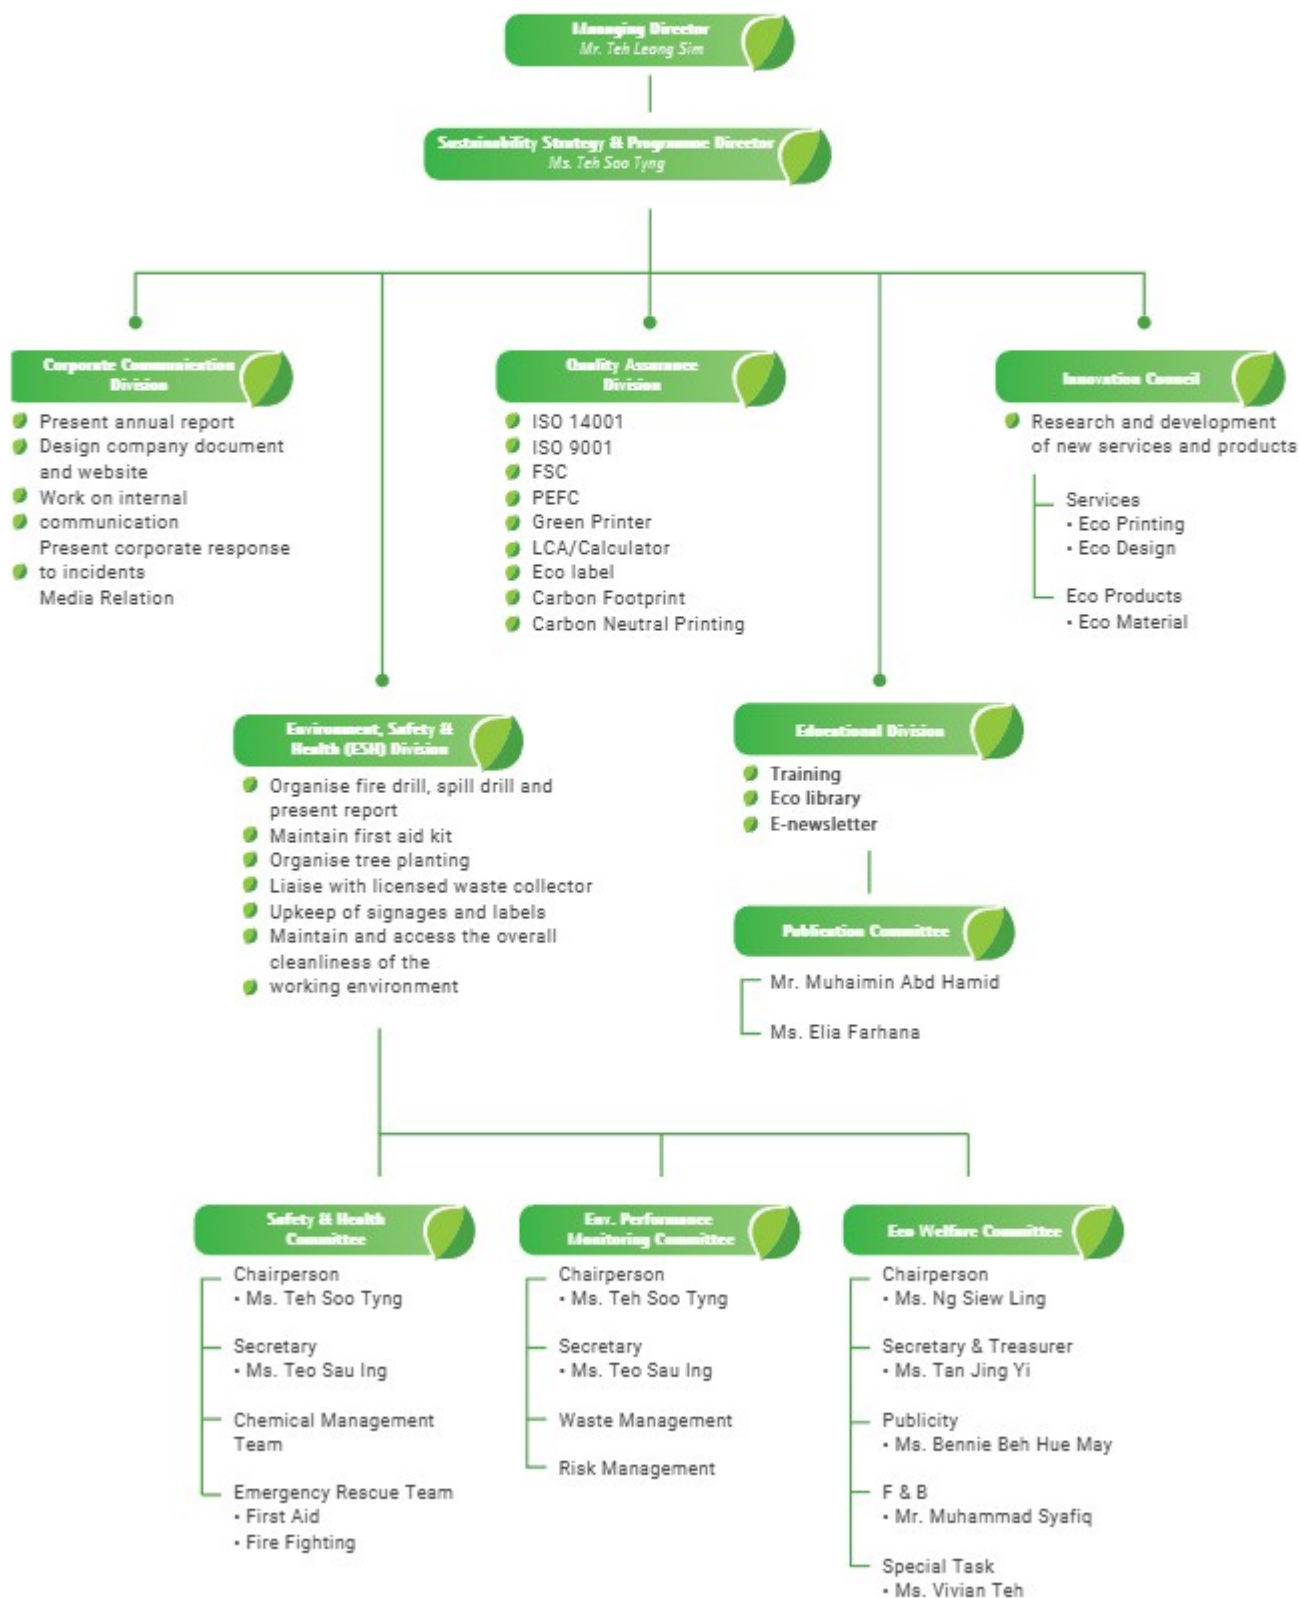 Managing Director
Mr. Teh Leong Sim
Sustainability Strategy & Programme Director
Ms. Teh Soo Tyng
Corporate Communication
Division
Present annual report
Design company document
and website
Work on internal
communication
Present corporate response
to incidents
Media Relation
Quality Assurance
Division
ISO 14001
ISO 9001
FSC
PEFC
Green Printer
LCA/Calculator
Eco label
Carbon Footprint
Carbon Neutral Printing
Innovation Council
Research and development
of new services and products
Services
• Eco Printing
• Eco Design
Eco Products
• Eco Material
Environment, Safety &
Health (ESH) Division
Organise fire drill, spill drill and
present report
Maintain first aid kit
Organise tree planting
Liaise with licensed waste collector
Upkeep of signages and labels
Maintain and access the overall
cleanliness of the
working environment
Educational Division
Training
Eco library
E-newsletter
Publication Committee
Mr. Muhaimin Abd Hamid
Ms. Elia Farhana
Safety & Health
Committee
Chairperson
• Ms. Teh Soo Tyng
Secretary
• Ms. Teo Sau Ing
Chemical Management
Team
Emergency Rescue Team
• First Aid
• Fire Fighting
Env. Performance
Monitoring Committee
Chairperson
• Ms. Teh Soo Tyng
Secretary
• Ms. Teo Sau Ing
Waste Management
Risk Management
Eco Welfare Committee
Chairperson
• Ms. Ng Siew Ling
Secretary & Treasurer
• Ms. Tan Jing Yi
Publicity
• Ms. Bennie Beh Hue May
F & B
• Mr. Muhammad Syafiq
Special Task
• Ms. Vivian Teh